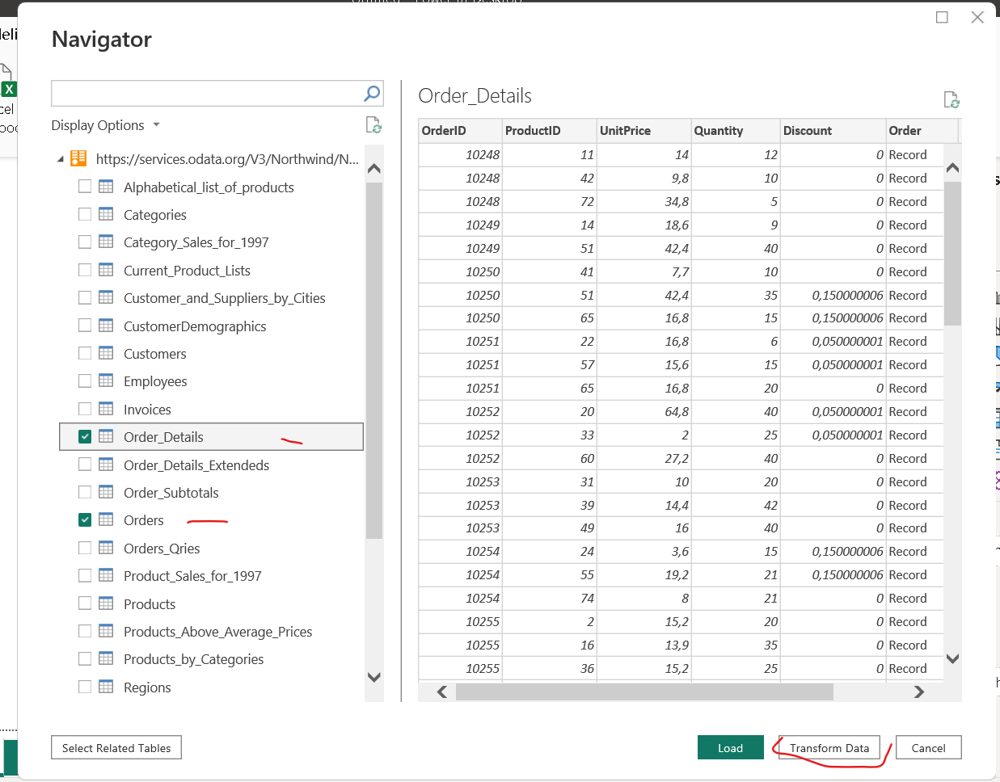 Navigator
Display Options
https://services.odata.org/V3/Northwind/N...
Alphabetical_list_of_products
Categories
Category_Sales_for_1997
Current_Product_Lists
Customer_and_Suppliers_by_Cities
CustomerDemographics
Customers
Employees
Invoices
Order_Details
Order_Details_Extendeds
Order_Subtotals
Orders
Orders_Qries
Product_Sales_for_1997
Products
Products_Above_Average_Prices
Products_by_Categories
Regions
Order_Details
OrderID ProductID UnitPrice Quantity Discount Order
10248 11 14 12 0 Record
10248 42 9,8 10 0 Record
10248 72 34,8 5 0 Record
10249 14 18,6 9 0 Record
10249 51 42,4 40 0 Record
10250 41 7,7 10 0 Record
10250 51 42,4 35 0,150000006 Record
10250 65 16,8 15 0,150000006 Record
10251 22 16,8 6 0,050000001 Record
10251 57 15,6 15 0,050000001 Record
10251 65 16,8 20 0 Record
10252 20 64,8 40 0,050000001 Record
10252 33 2 25 0,050000001 Record
10252 60 27,2 40 0 Record
10253 31 10 20 0 Record
10253 39 14,4 42 0 Record
10253 49 16 40 0 Record
10254 24 3,6 15 0,150000006 Record
10254 55 19,2 21 0,150000006 Record
10254 74 8 21 0 Record
10255 2 15,2 20 0 Record
10255 16 13,9 35 0 Record
10255 36 15,2 25 0 Record
Select Related Tables
Load
Transform Data
Cancel